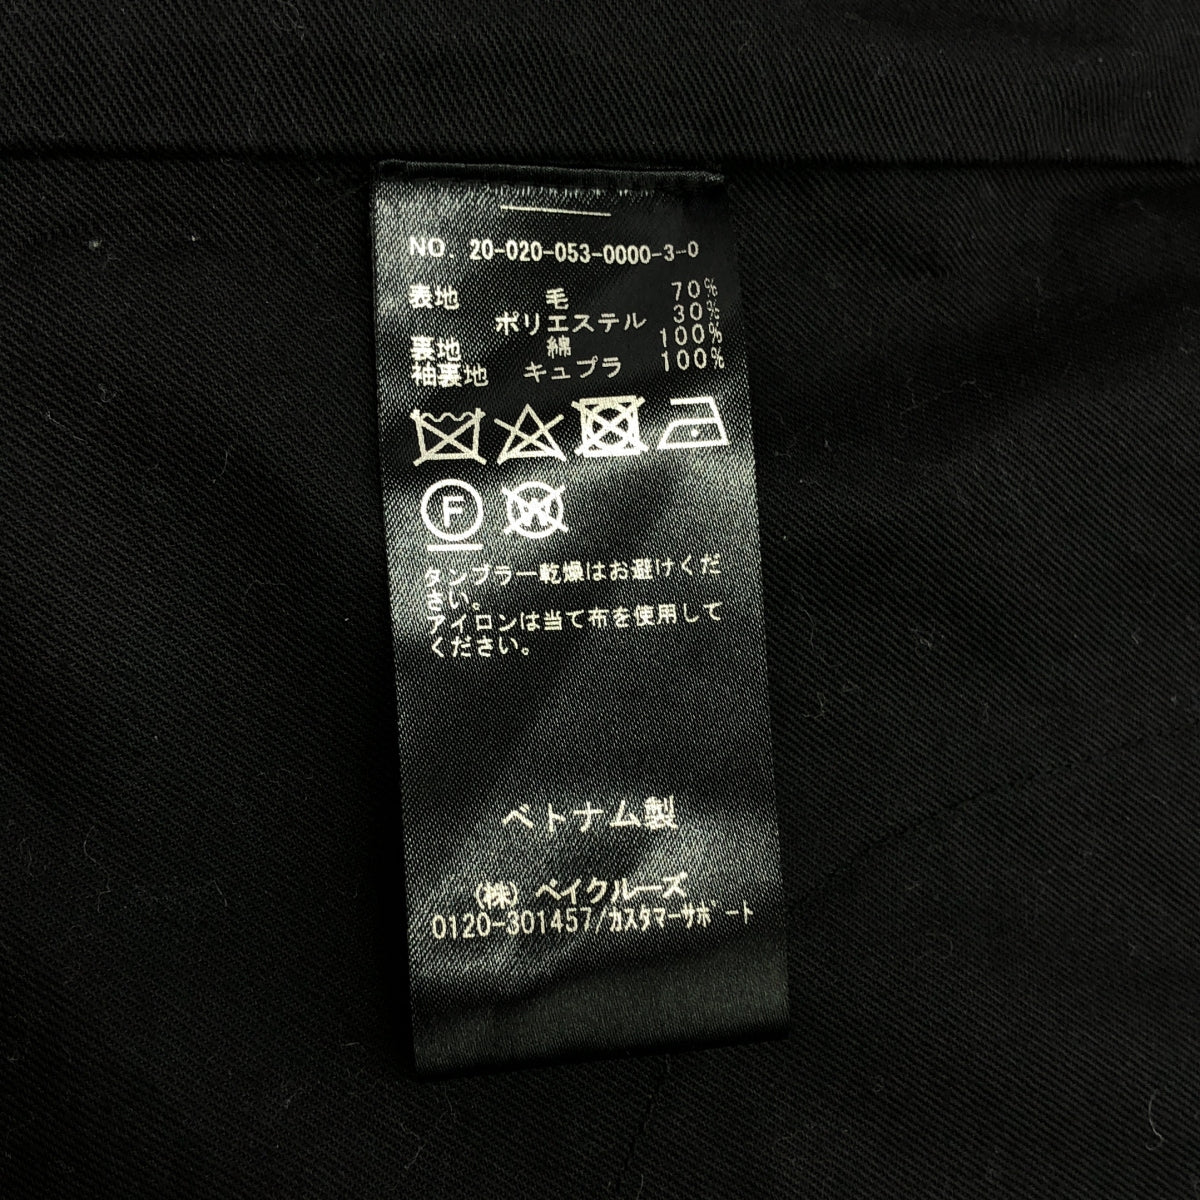 NO. 20-020-053-0000-3-0
表地 毛 70%
ポリエステル 30%
裏地 綿 100%
袖裏地 キュプラ 100%
F W
タンブラー乾燥はお避けくだ
さい。
アイロンは当て布を使用して
ください。
ベトナム製
(株) ベイクルーズ
0120-301457/カスタマーサポート